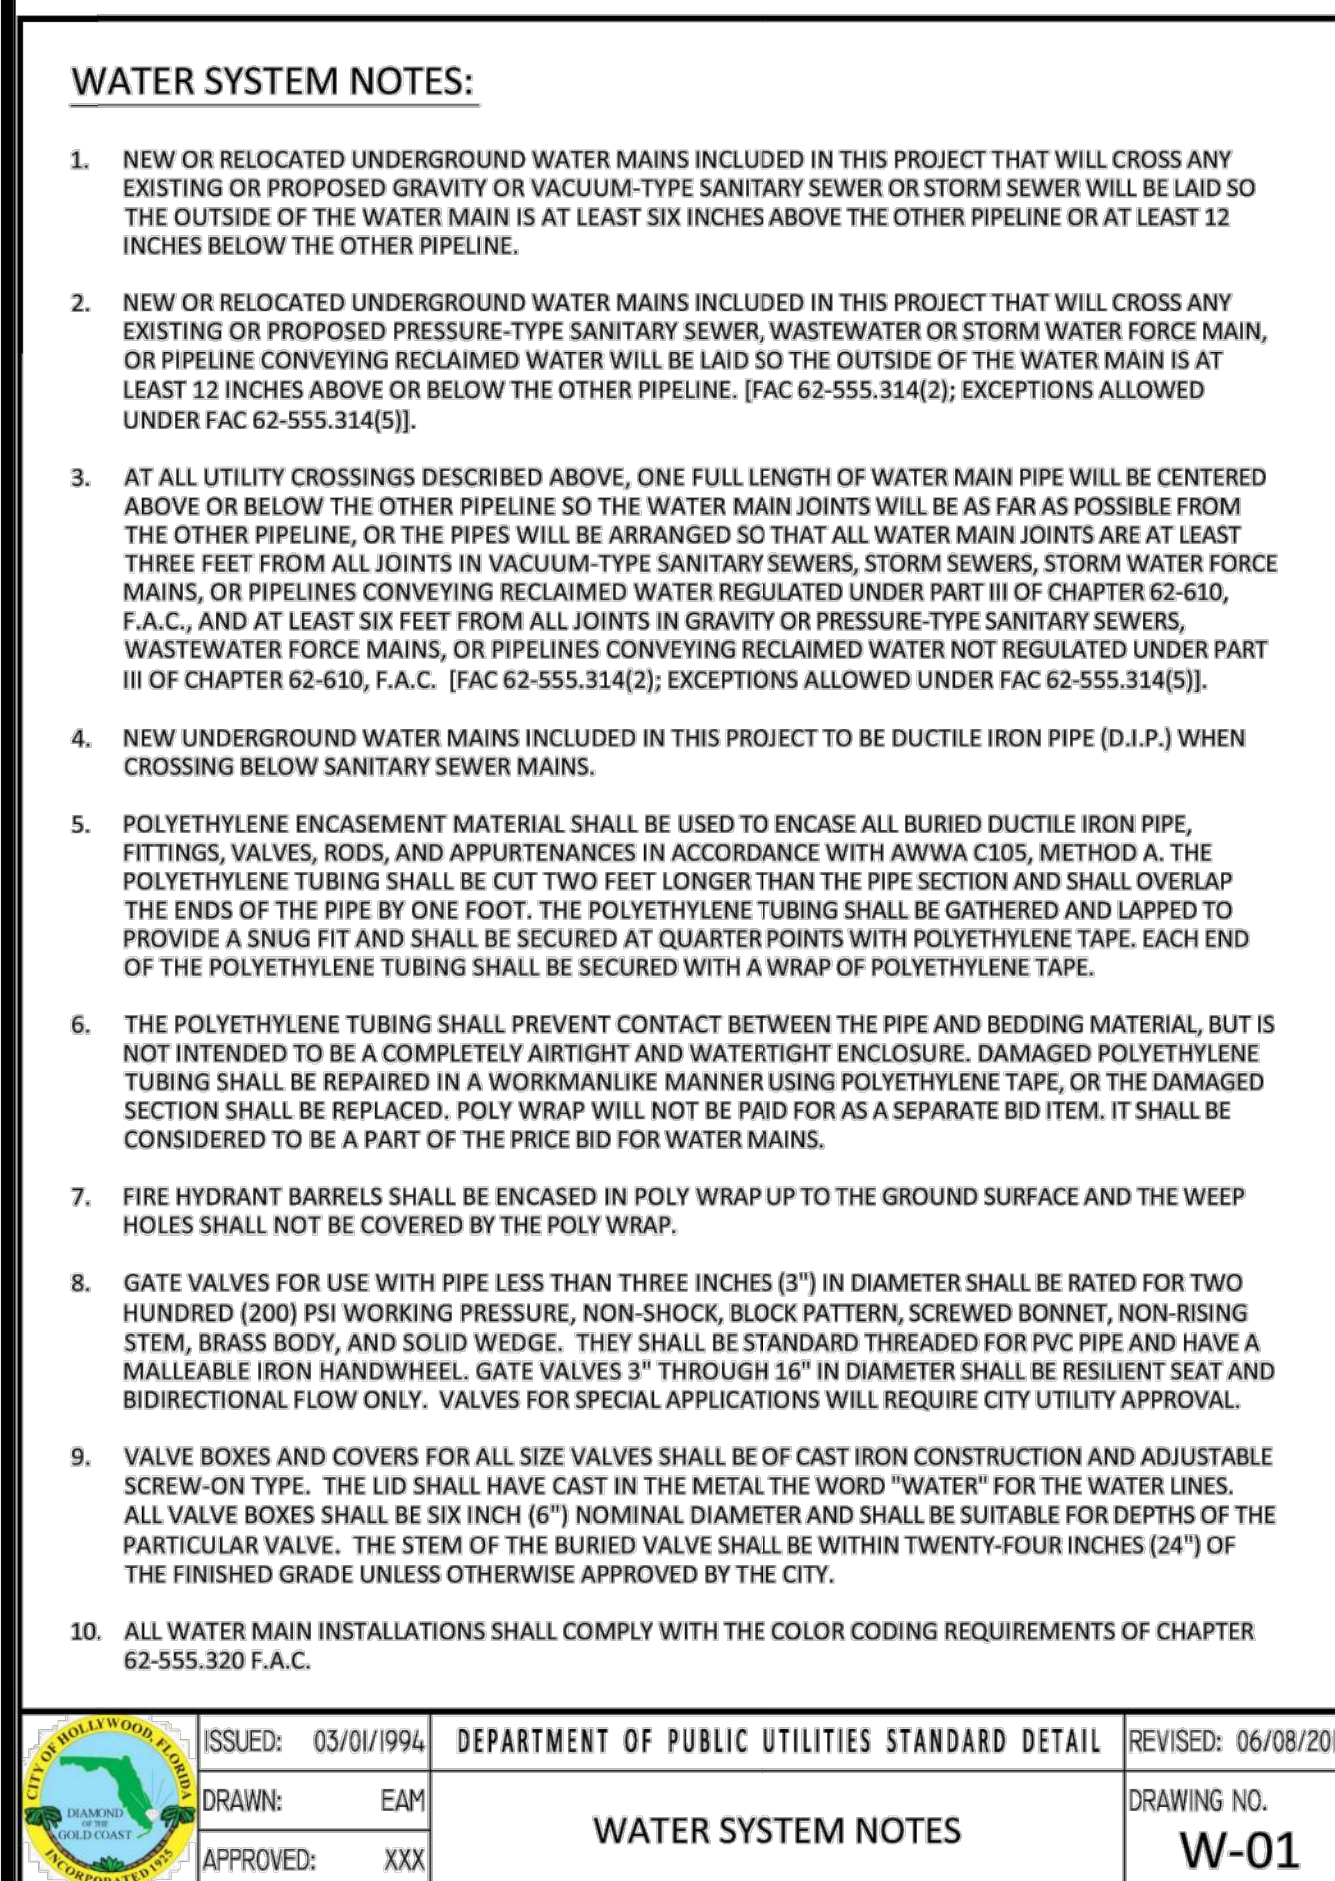 WATER SYSTEM NOTES:
1. NEW OR RELOCATED UNDERGROUND WATER MAINS INCLUDED IN THIS PROJECT THAT WILL CROSS ANY
EXISTING OR PROPOSED GRAVITY OR VACUUM-TYPE SANITARY SEWER OR STORM SEWER WILL BE LAID SO
THE OUTSIDE OF THE WATER MAIN IS AT LEAST SIX INCHES ABOVE THE OTHER PIPELINE OR AT LEAST 12
INCHES BELOW THE OTHER PIPELINE.
2. NEW OR RELOCATED UNDERGROUND WATER MAINS INCLUDED IN THIS PROJECT THAT WILL CROSS ANY
EXISTING OR PROPOSED PRESSURE-TYPE SANITARY SEWER, WASTEWATER OR STORM WATER FORCE MAIN,
OR PIPELINE CONVEYING RECLAIMED WATER WILL BE LAID SO THE OUTSIDE OF THE WATER MAIN IS AT
LEAST 12 INCHES ABOVE OR BELOW THE OTHER PIPELINE. [FAC 62-555.314(2); EXCEPTIONS ALLOWED
UNDER FAC 62-555.314(5)].
3. AT ALL UTILITY CROSSINGS DESCRIBED ABOVE, ONE FULL LENGTH OF WATER MAIN PIPE WILL BE CENTERED
ABOVE OR BELOW THE OTHER PIPELINE SO THE WATER MAIN JOINTS WILL BE AS FAR AS POSSIBLE FROM
THE OTHER PIPELINE, OR THE PIPES WILL BE ARRANGED SO THAT ALL WATER MAIN JOINTS ARE AT LEAST
THREE FEET FROM ALL JOINTS IN VACUUM-TYPE SANITARY SEWERS, STORM SEWERS, STORM WATER FORCE
MAINS, OR PIPELINES CONVEYING RECLAIMED WATER REGULATED UNDER PART III OF CHAPTER 62-610,
F.A.C., AND AT LEAST SIX FEET FROM ALL JOINTS IN GRAVITY OR PRESSURE-TYPE SANITARY SEWERS,
WASTEWATER FORCE MAINS, OR PIPELINES CONVEYING RECLAIMED WATER NOT REGULATED UNDER PART
III OF CHAPTER 62-610, F.A.C. [FAC 62-555.314(2); EXCEPTIONS ALLOWED UNDER FAC 62-555.314(5)].
4. NEW UNDERGROUND WATER MAINS INCLUDED IN THIS PROJECT TO BE DUCTILE IRON PIPE (D.I.P.) WHEN
CROSSING BELOW SANITARY SEWER MAINS.
5. POLYETHYLENE ENCASEMENT MATERIAL SHALL BE USED TO ENCASE ALL BURIED DUCTILE IRON PIPE,
FITTINGS, VALVES, RODS, AND APPURTENANCES IN ACCORDANCE WITH AWWA C105, METHOD A. THE
POLYETHYLENE TUBING SHALL BE CUT TWO FEET LONGER THAN THE PIPE SECTION AND SHALL OVERLAP
THE ENDS OF THE PIPE BY ONE FOOT. THE POLYETHYLENE TUBING SHALL BE GATHERED AND LAPPED TO
PROVIDE A SNUG FIT AND SHALL BE SECURED AT QUARTER POINTS WITH POLYETHYLENE TAPE. EACH END
OF THE POLYETHYLENE TUBING SHALL BE SECURED WITH A WRAP OF POLYETHYLENE TAPE.
6. THE POLYETHYLENE TUBING SHALL PREVENT CONTACT BETWEEN THE PIPE AND BEDDING MATERIAL, BUT IS
NOT INTENDED TO BE A COMPLETELY AIRTIGHT AND WATERTIGHT ENCLOSURE. DAMAGED POLYETHYLENE
TUBING SHALL BE REPAIRED IN A WORKMANLIKE MANNER USING POLYETHYLENE TAPE, OR THE DAMAGED
SECTION SHALL BE REPLACED. POLY WRAP WILL NOT BE PAID FOR AS A SEPARATE BID ITEM. IT SHALL BE
CONSIDERED TO BE A PART OF THE PRICE BID FOR WATER MAINS.
7. FIRE HYDRANT BARRELS SHALL BE ENCASED IN POLY WRAP UP TO THE GROUND SURFACE AND THE WEEP
HOLES SHALL NOT BE COVERED BY THE POLY WRAP.
8. GATE VALVES FOR USE WITH PIPE LESS THAN THREE INCHES (3") IN DIAMETER SHALL BE RATED FOR TWO
HUNDRED (200) PSI WORKING PRESSURE, NON-SHOCK, BLOCK PATTERN, SCREWED BONNET, NON-RISING
STEM, BRASS BODY, AND SOLID WEDGE. THEY SHALL BE STANDARD THREADED FOR PVC PIPE AND HAVE A
MALLEABLE IRON HANDWHEEL. GATE VALVES 3" THROUGH 16" IN DIAMETER SHALL BE RESILIENT SEAT AND
BIDIRECTIONAL FLOW ONLY. VALVES FOR SPECIAL APPLICATIONS WILL REQUIRE CITY UTILITY APPROVAL.
9. VALVE BOXES AND COVERS FOR ALL SIZE VALVES SHALL BE OF CAST IRON CONSTRUCTION AND ADJUSTABLE
SCREW-ON TYPE. THE LID SHALL HAVE CAST IN THE METAL THE WORD "WATER" FOR THE WATER LINES.
ALL VALVE BOXES SHALL BE SIX INCH (6") NOMINAL DIAMETER AND SHALL BE SUITABLE FOR DEPTHS OF THE
PARTICULAR VALVE. THE STEM OF THE BURIED VALVE SHALL BE WITHIN TWENTY-FOUR INCHES (24") OF
THE FINISHED GRADE UNLESS OTHERWISE APPROVED BY THE CITY.
10. ALL WATER MAIN INSTALLATIONS SHALL COMPLY WITH THE COLOR CODING REQUIREMENTS OF CHAPTER
62-555.320 F.A.C.
CITY OF HOLLYWOOD, FLORIDA
DIAMOND
OF THE
GOLD COAST
INCORPORATED 1925
ISSUED: 03/01/1994
DRAWN: EAM
APPROVED: XXX
DEPARTMENT OF PUBLIC UTILITIES STANDARD DETAIL
WATER SYSTEM NOTES
REVISED: 06/08/20
DRAWING NO.
W-01